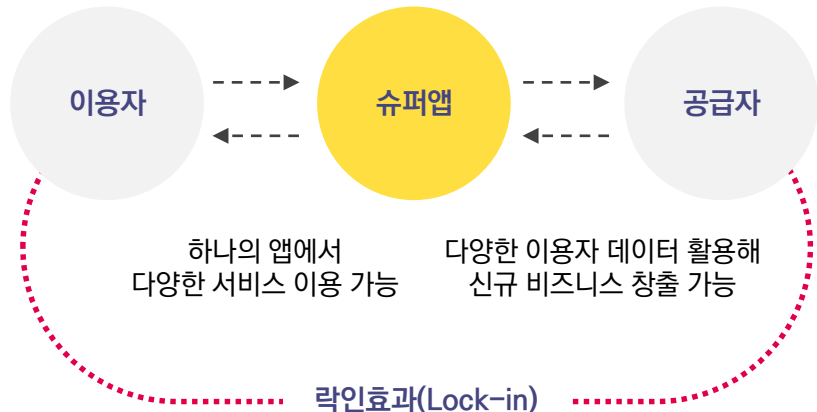 이용자
슈퍼앱
공급자
하나의 앱에서
다양한 서비스 이용 가능
다양한 이용자 데이터 활용해
신규 비즈니스 창출 가능
락인효과(Lock-in)